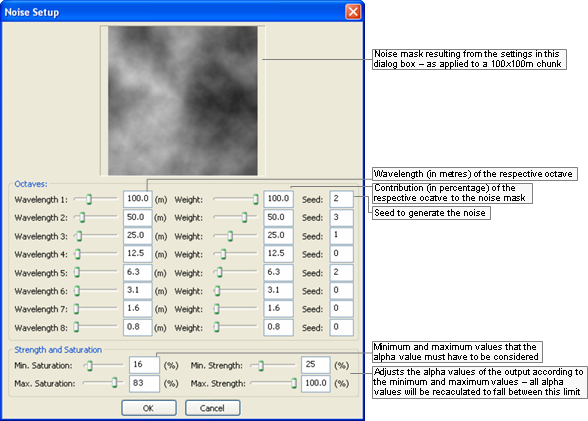 Noise Setup
Noise mask resulting from the settings in this
dialog box – as applied to a 100x100m chunk
Wavelength (in metres) of the respective octave
Contribution (in percentage) of the
respective ocatve to the noise mask
Seed to generate the noise
Octaves:
Wavelength 1: 100.0 (m) Weight: 100.0 Seed: 2
Wavelength 2: 50.0 (m) Weight: 50.0 Seed: 3
Wavelength 3: 25.0 (m) Weight: 25.0 Seed: 1
Wavelength 4: 12.5 (m) Weight: 12.5 Seed: 0
Wavelength 5: 6.3 (m) Weight: 6.3 Seed: 2
Wavelength 6: 3.1 (m) Weight: 3.1 Seed: 0
Wavelength 7: 1.6 (m) Weight: 1.6 Seed: 0
Wavelength 8: 0.8 (m) Weight: 0.8 Seed: 0
Strength and Saturation
Min. Saturation: 16 (%) Min. Strength: 25 (%)
Max. Saturation: 83 (%) Max. Strength: 100.0 (%)
Minimum and maximum values that the
alpha value must have to be considered
Adjusts the alpha values of the output according to
the minimum and maximum values – all alpha
values will be recaculated to fall between this limit
OK Cancel